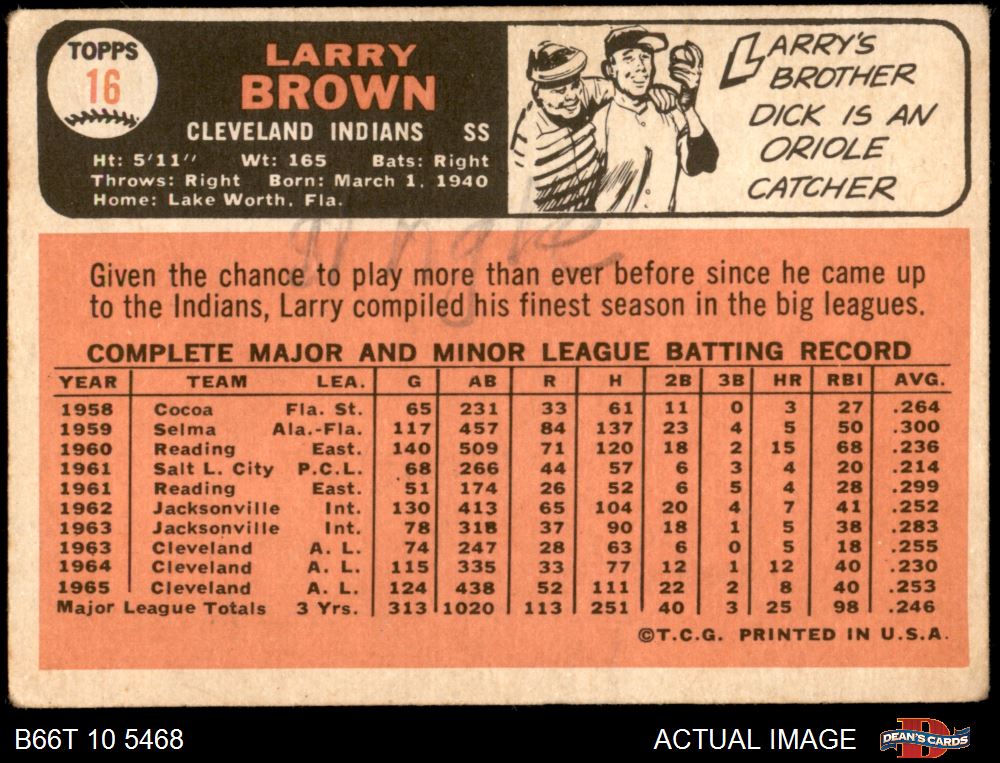 TOPPS
16
LARRY
BROWN
CLEVELAND INDIANS SS
Ht: 5'11" Wt: 165 Bats: Right
Throws: Right Born: March 1, 1940
Home: Lake Worth, Fla.
LARRY'S
BROTHER
DICK IS AN
ORIOLE
CATCHER
Given the chance to play more than ever before since he came up
to the Indians, Larry compiled his finest season in the big leagues.
COMPLETE MAJOR AND MINOR LEAGUE BATTING RECORD
YEAR TEAM LEA. G AB R H 2B 3B HR RBI AVG.
1958 Cocoa Fla. St. 65 231 33 61 11 0 3 27 .264
1959 Selma Ala.-Fla. 117 457 84 137 23 4 5 50 .300
1960 Reading East. 140 509 71 120 18 2 15 68 .236
1961 Salt L. City P.C.L. 68 266 44 57 6 3 4 20 .214
1961 Reading East. 51 174 26 52 6 5 4 28 .299
1962 Jacksonville Int. 130 413 65 104 20 4 7 41 .252
1963 Jacksonville Int. 78 318 37 90 18 1 5 38 .283
1963 Cleveland A. L. 74 247 28 63 6 0 5 18 .255
1964 Cleveland A. L. 115 335 33 77 12 1 12 40 .230
1965 Cleveland A. L. 124 438 52 111 22 2 8 40 .253
Major League Totals 3 Yrs. 313 1020 113 251 40 3 25 98 .246
©T.C.G. PRINTED IN U.S.A.
B66T 10 5468
ACTUAL IMAGE
DEAN'S CARDS